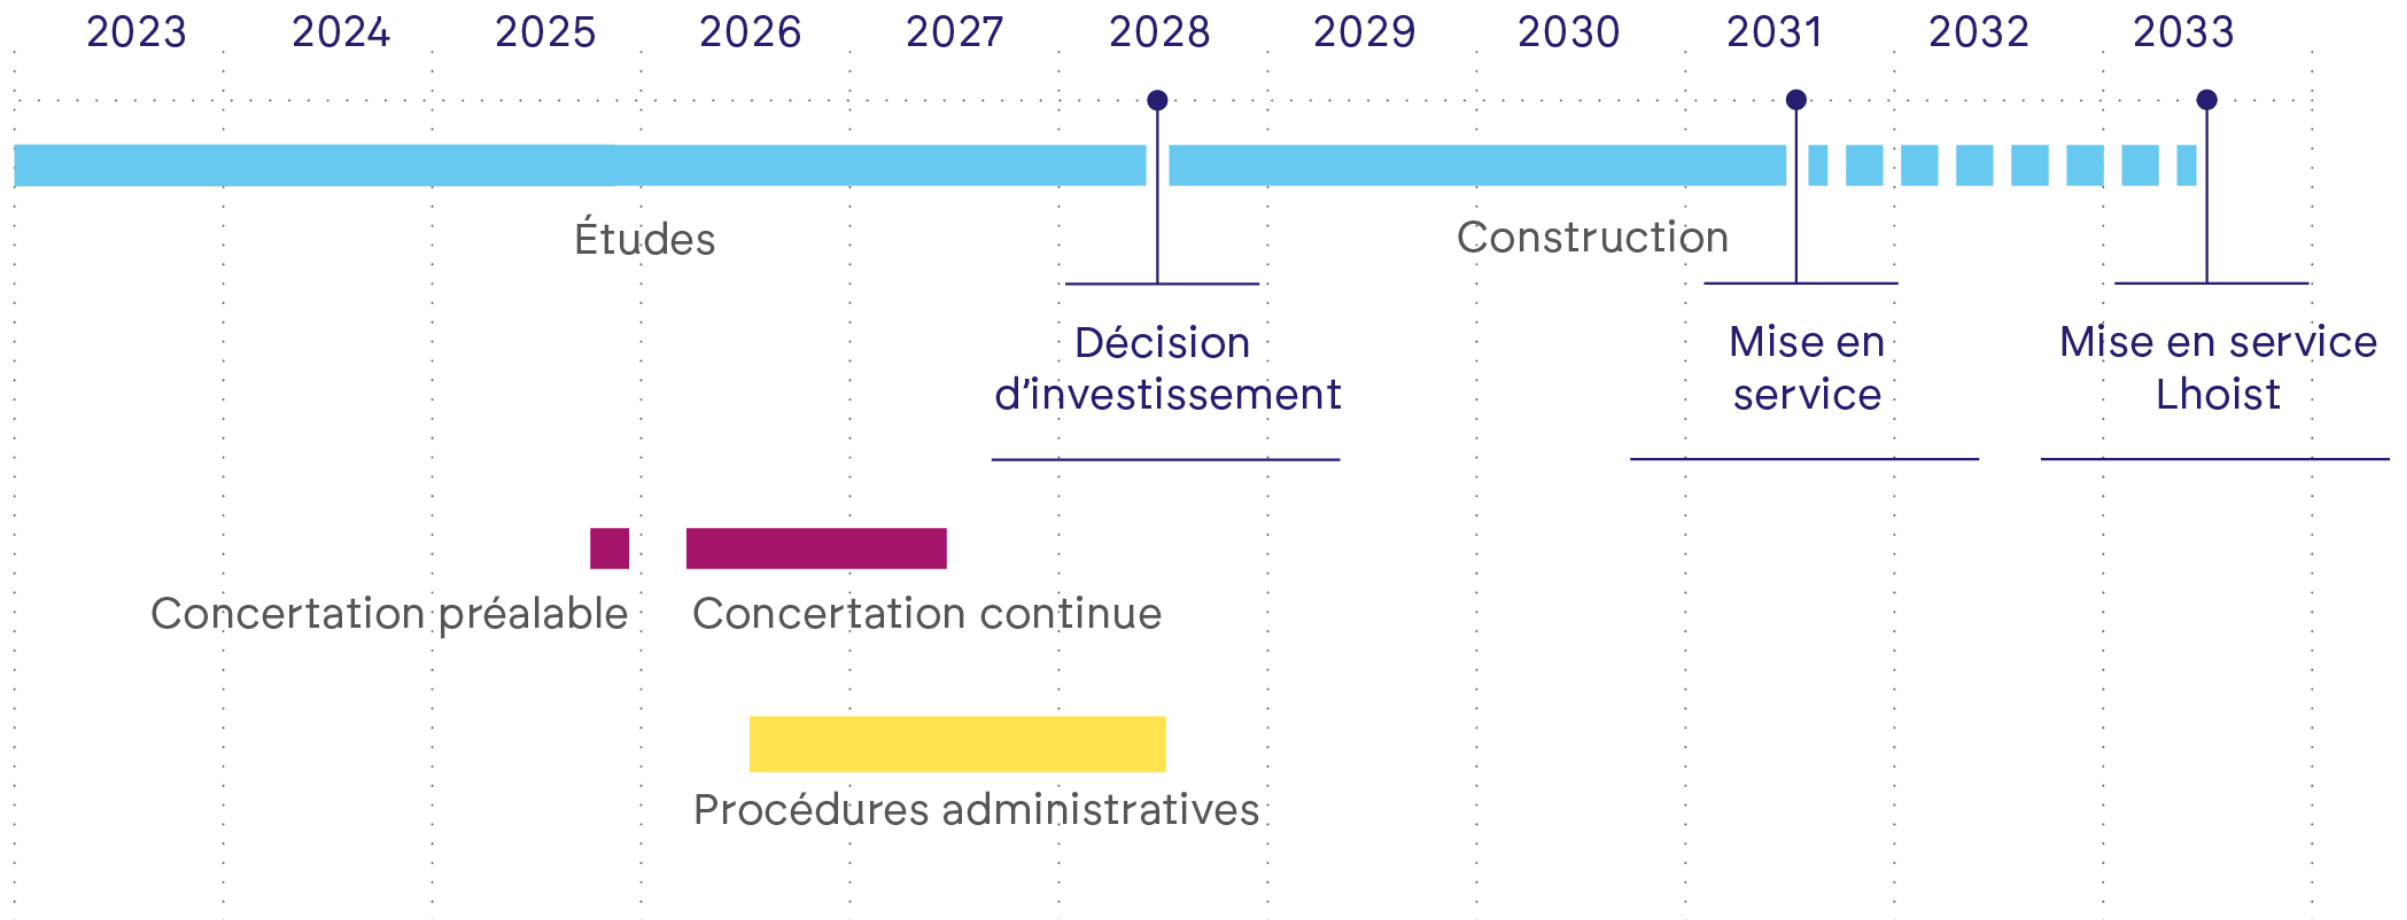 2023 2024 2025 2026 2027 2028 2029 2030 2031 2032 2033
Études
Construction
Décision
d’investissement
Mise en
service
Mise en service
Lhoist
Concertation préalable
Concertation continue
Procédures administratives